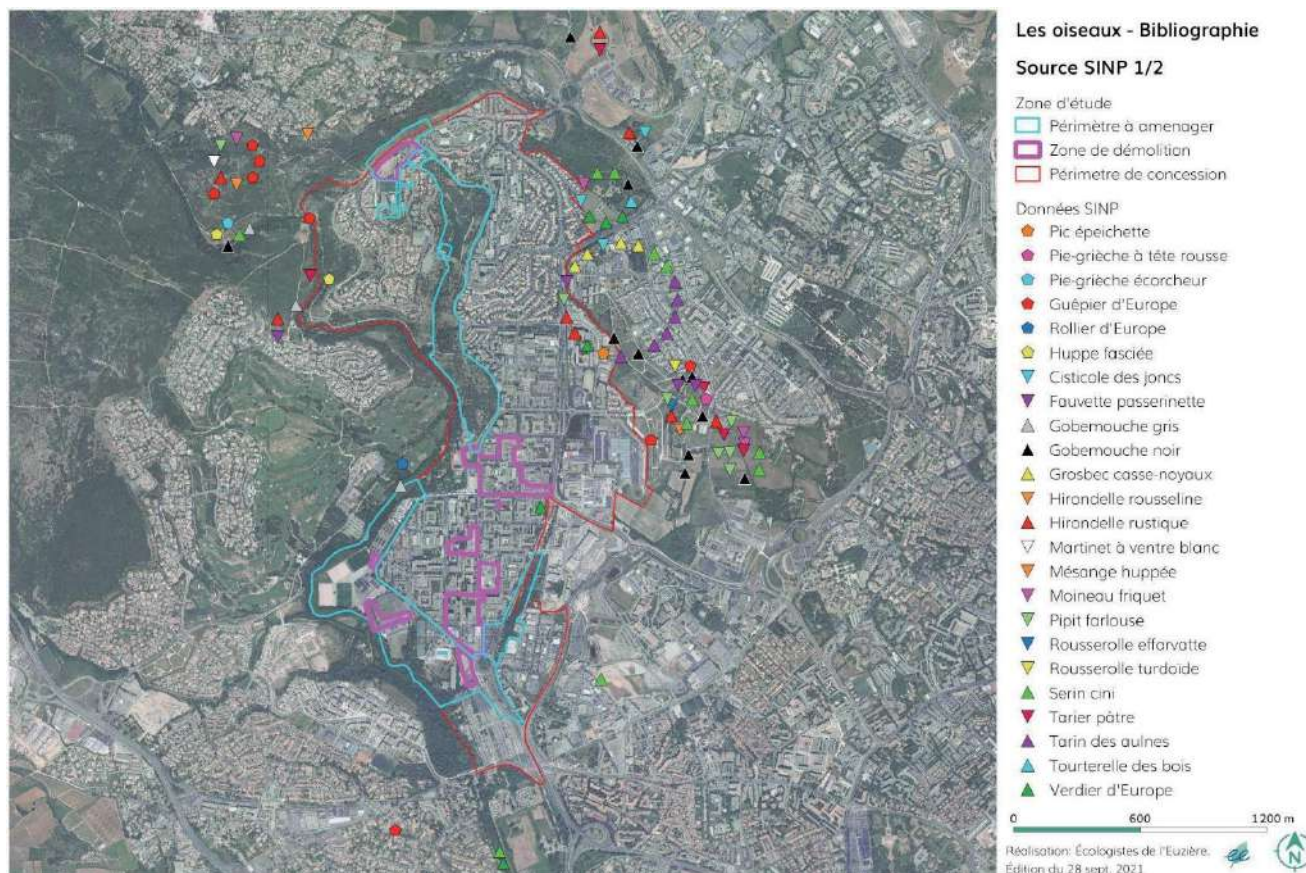 Les oiseaux - Bibliographie
Source SINP 1/2
Zone d'étude
Périmètre à amenager
Zone de démolition
Périmetre de concession
Données SINP
Pic épeichette
Pie-grièche à tête rousse
Pie-grièche écorcheur
Guêpier d'Europe
Rollier d'Europe
Huppe fasciée
Cisticole des joncs
Fauvette passerinette
Gobemouche gris
Gobemouche noir
Grosbec casse-noyaux
Hirondelle rousseline
Hirondelle rustique
Martinet à ventre blanc
Mésange huppée
Moineau friquet
Pipit farlouse
Rousserolle effarvatte
Rousserolle turdoïde
Serin cini
Tarier pâtre
Tarin des aulnes
Tourterelle des bois
Verdier d'Europe
0 600 1200 m
Réalisation: Écologistes de l'Euzière.
Édition du 28 sept. 2021
ee
N